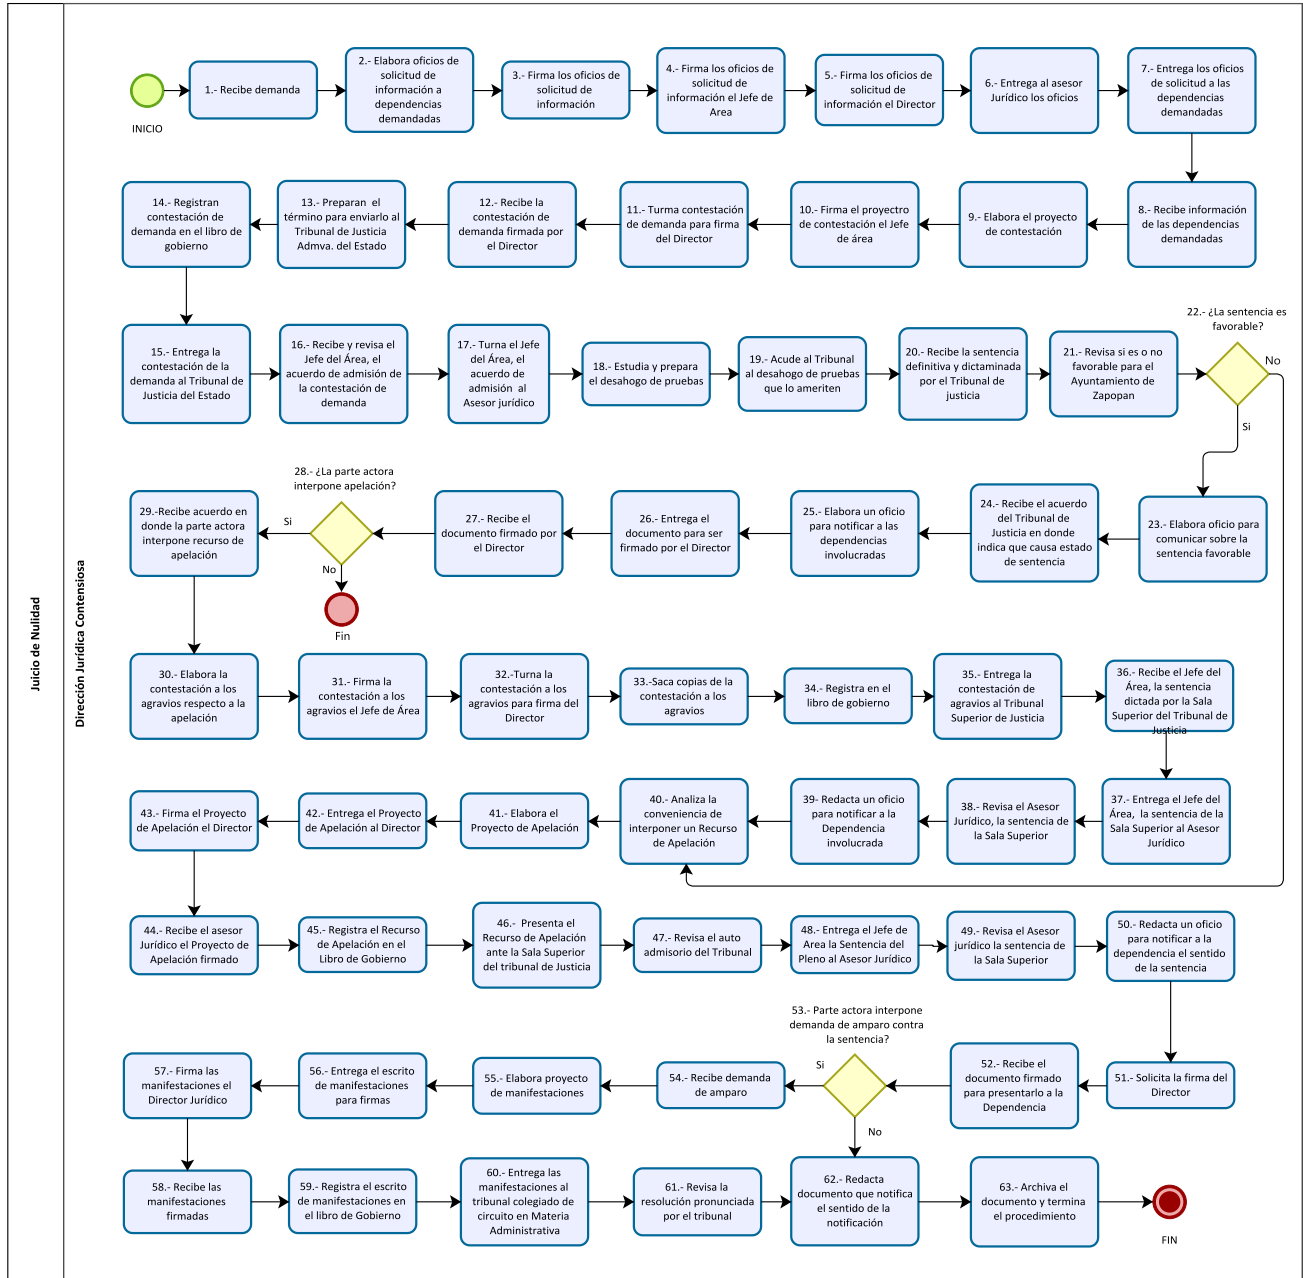 Juicio de Nulidad
Dirección Jurídica Contensiosa
INICIO
1.- Recibe demanda
2.- Elabora oficios de
solicitud de
información a
dependencias
demandadas
3.- Firma los oficios de
solicitud de
información
4.- Firma los oficios de
solicitud de
información el Jefe de
Area
5.- Firma los oficios de
solicitud de
información el Director
6.- Entrega al asesor
Jurídico los oficios
7.- Entrega los oficios
de solicitud a las
dependencias
demandadas
8.- Recibe información
de las dependencias
demandadas
9.- Elabora el proyecto
de contestación
10.- Firma el proyectro
de contestación el Jefe
de área
11.- Turma contestación
de demanda para firma
del Director
12.- Recibe la
contestación de
demanda firmada por
el Director
13.- Preparan el
término para enviarlo al
Tribunal de Justicia
Admva. del Estado
14.- Registran
contestación de
demanda en el libro de
gobierno
15.- Entrega la
contestación de la
demanda al Tribunal de
Justicia del Estado
16.- Recibe y revisa el
Jefe del Área, el
acuerdo de admisión de
la contestación de
demanda
17.- Turna el Jefe
del Área, el
acuerdo de
admisión al
Asesor jurídico
18.- Estudia y prepara
el desahogo de pruebas
19.- Acude al Tribunal
al desahogo de pruebas
que lo ameriten
20.- Recibe la sentencia
definitiva y dictaminada
por el Tribunal de
justicia
21.- Revisa si es o no
favorable para el
Ayuntamiento de
Zapopan
22.- ¿La sentencia es
favorable?
No
Si
23.- Elabora oficio para
comunicar sobre la
sentencia favorable
24.- Recibe el acuerdo
del Tribunal de
Justicia en donde
indica que causa estado
de sentencia
25.- Elabora un oficio
para notificar a las
dependencias
involucradas
26.- Entrega el
documento para ser
firmado por el Director
27.- Recibe el
documento firmado por
el Director
28.- ¿La parte actora
interpone apelación?
Si
No
Fin
29.-Recibe acuerdo en
donde la parte actora
interpone recurso de
apelación
30.- Elabora la
contestación a los
agravios respecto a la
apelación
31.- Firma la
contestación a los
agravios el Jefe de Área
32.-Turna la
contestación a los
agravios para firma del
Director
33.-Saca copias de la
contestación a los
agravios
34.- Registra en el
libro de gobierno
35.- Entrega la
contestación de
agravios al Tribunal
Superior de Justicia
36.- Recibe el Jefe del
Área, la sentencia
dictada por la Sala
Superior del Tribunal de
Justicia
37.- Entrega el Jefe del
Área, la sentencia de
la Sala Superior al Asesor
Jurídico
38.- Revisa el Asesor
Jurídico, la sentencia de
la Sala Superior
39- Redacta un oficio
para notificar a la
Dependencia
involucrada
40.- Analiza la
conveniencia de
interponer un Recurso
de Apelación
41.- Elabora el
Proyecto de Apelación
42.- Entrega el Proyecto
de Apelación al Director
43.- Firma el Proyecto
de Apelación el Director
44.- Recibe el asesor
Jurídico el Proyecto de
Apelación firmado
45.- Registra el Recurso
de Apelación en el
Libro de Gobierno
46.- Presenta el
Recurso de Apelación
ante la Sala Superior
del tribunal de Justicia
47.- Revisa el auto
admisorio del Tribunal
48.- Entrega el Jefe de
Area la Sentencia del
Pleno al Asesor Jurídico
49.- Revisa el Asesor
jurídico la sentencia de
la Sala Superior
50.- Redacta un oficio
para notificar a la
dependencia el sentido
de la sentencia
51.- Solicita la firma del
Director
52.- Recibe el
documento firmado
para presentarlo a la
Dependencia
53.- Parte actora interpone
demanda de amparo contra
la sentencia?
Si
No
54.- Recibe demanda
de amparo
55.- Elabora proyecto
de manifestaciones
56.- Entrega el escrito
de manifestaciones
para firmas
57.- Firma las
manifestaciones el
Director Jurídico
58.- Recibe las
manifestaciones
firmadas
59.- Registra el escrito
de manifestaciones en
el libro de Gobierno
60.- Entrega las
manifestaciones al
tribunal colegiado de
circuito en Materia
Administrativa
61.- Revisa la
resolución pronunciada
por el tribunal
62.- Redacta
documento que notifica
el sentido de la
notificación
63.- Archiva el
documento y termina
el procedimiento
FIN